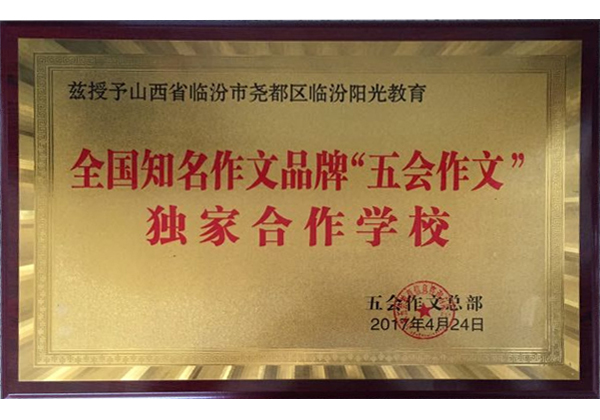 兹授予山西省临汾市尧都区临汾阳光教育
全国知名作文品牌“五会作文”
独家合作学校
五会作文总部
2017年4月24日